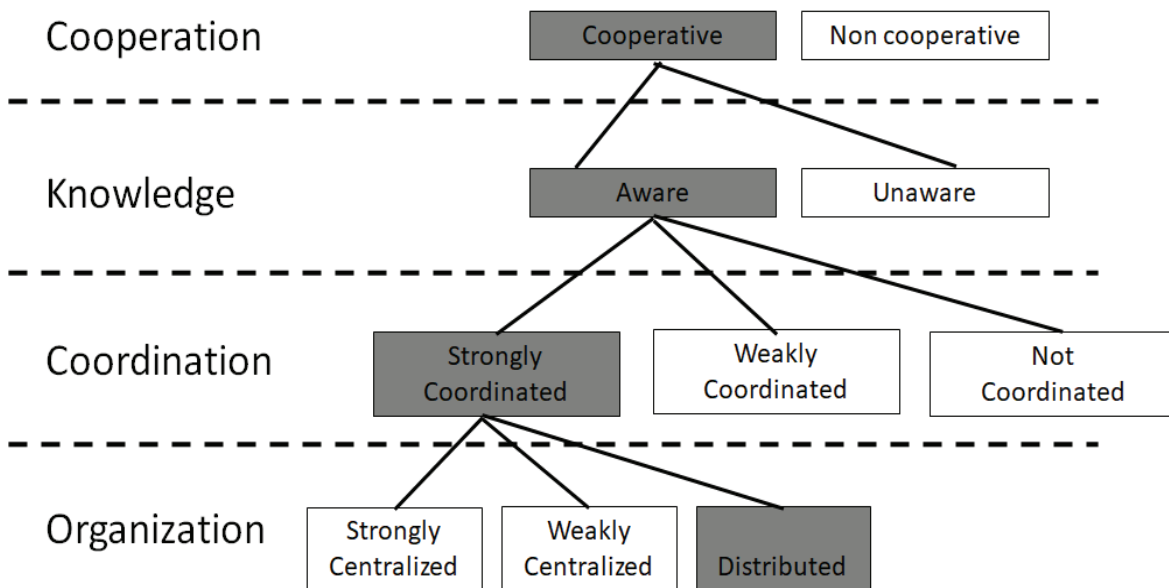 Cooperation
Cooperative
Non cooperative
Knowledge
Aware
Unaware
Coordination
Strongly
Coordinated
Weakly
Coordinated
Not
Coordinated
Organization
Strongly
Centralized
Weakly
Centralized
Distributed